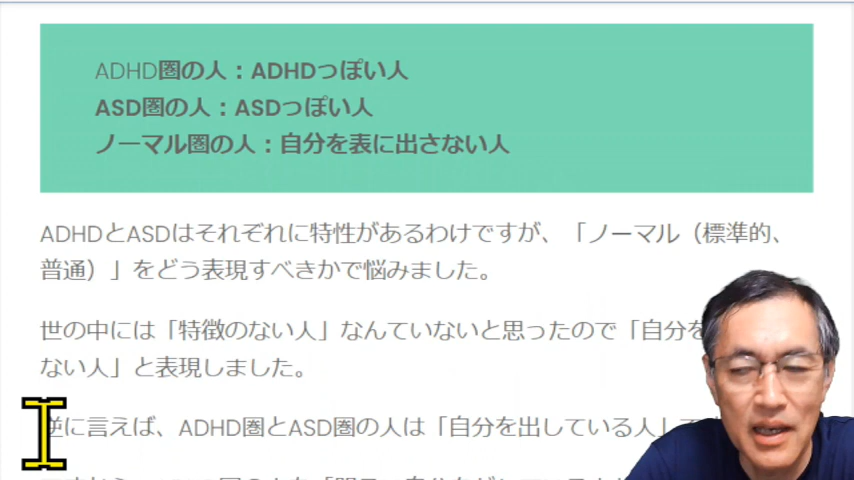 ADHD圏の人：ADHDっぽい人
ASD圏の人：ASDっぽい人
ノーマル圏の人：自分を表に出さない人
ADHDとASDはそれぞれに特性があるわけですが、「ノーマル（標準的、
普通）」をどう表現すべきかで悩みました。
世の中には「特徴のない人」なんていないと思ったので「自分を
ない人」と表現しました。
逆に言えば、ADHD圏とASD圏の人は「自分を出している人」